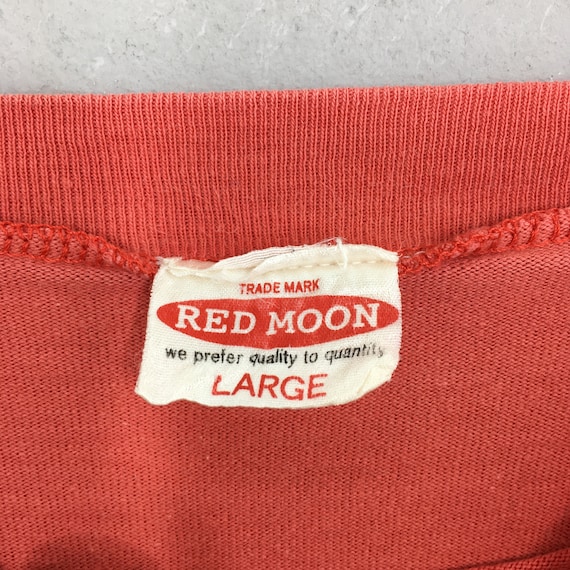 TRADE MARK
RED MOON
we prefer quality to quantity
LARGE